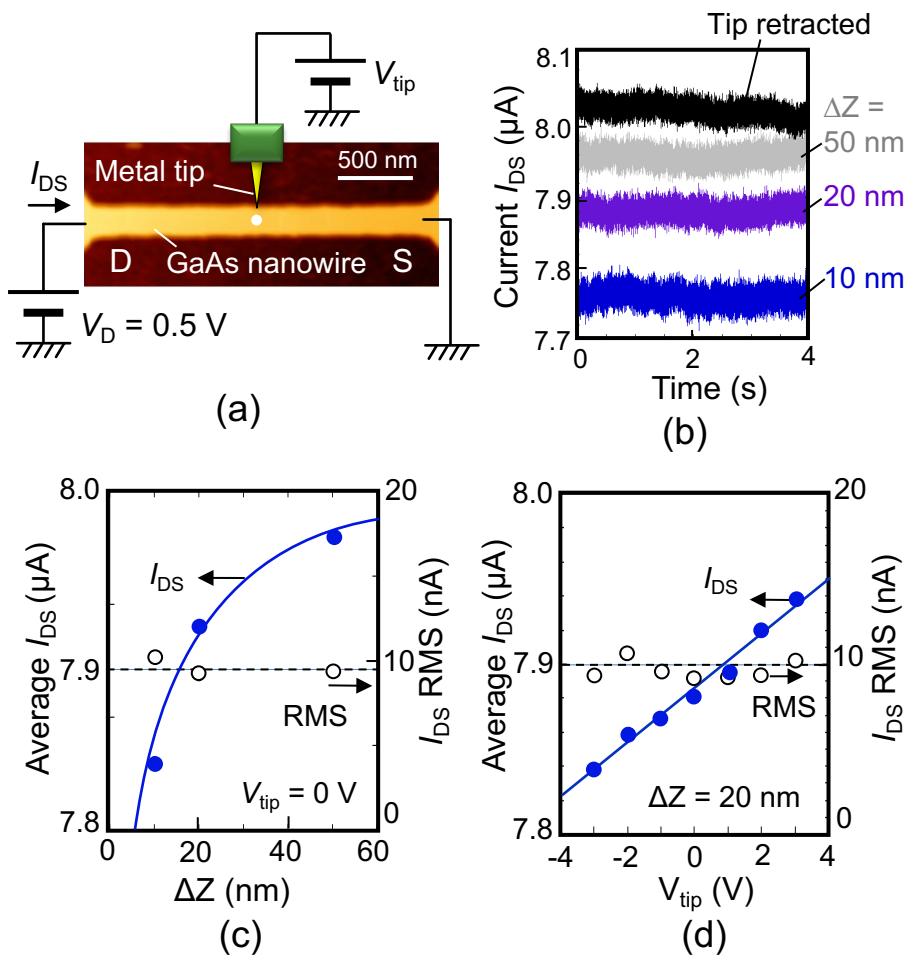 V_tip
500 nm
Metal tip
I_DS
D
GaAs nanowire
S
V_D = 0.5 V
(a)
Tip retracted
8.1
8.0
7.9
7.8
7.7
Current I_DS (μA)
ΔZ =
50 nm
20 nm
10 nm
0
2
4
Time (s)
(b)
8.0
7.9
7.8
Average I_DS (μA)
20
10
0
I_DS RMS (nA)
I_DS
RMS
V_tip = 0 V
0
20
40
60
ΔZ (nm)
(c)
8.0
7.9
7.8
Average I_DS (μA)
20
10
0
I_DS RMS (nA)
I_DS
RMS
ΔZ = 20 nm
-4
-2
0
2
4
V_tip (V)
(d)